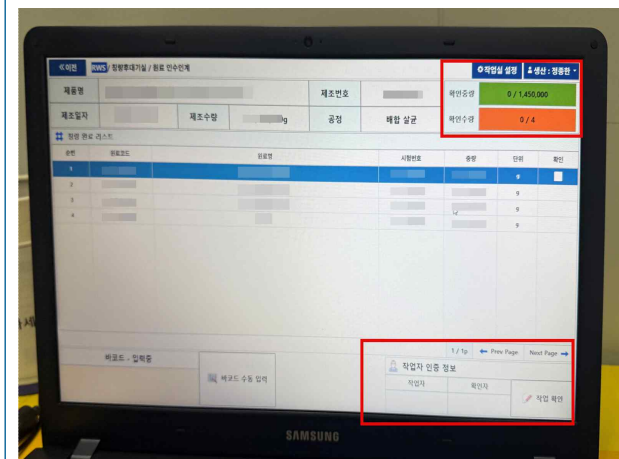 ≪이전 RWS / 칭량후대기실 / 원료 인수인계 작업실 설정 생산 : 정종환
제품명 제조번호 확인중량 0 / 1,450,000
제조일자 제조수량 g 공정 배합 살균 확인수량 0 / 4
칭량 원료 리스트
순번 원료코드 원료명 시험번호 중량 단위 확인
1 g
2 g
3 g
4 g
1 / 1p ← Prev Page Next Page →
바코드 - 입력중
바코드 수동 입력
작업자 인증 정보
작업자 확인자
작업 확인
SAMSUNG